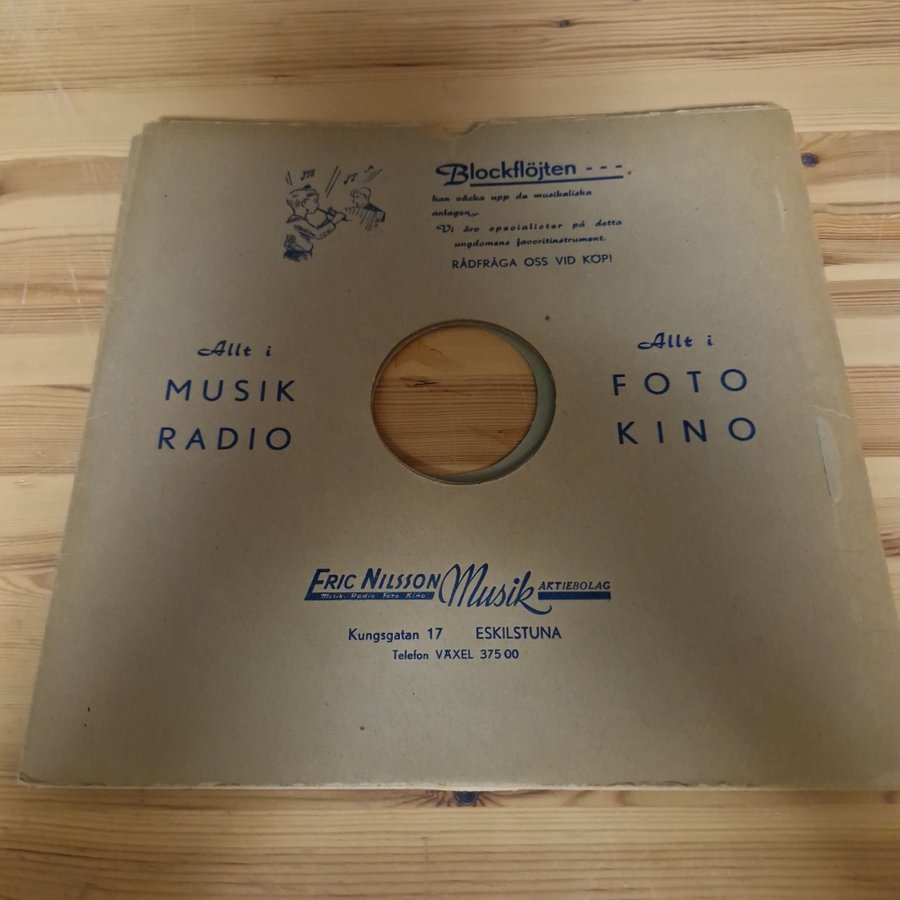 Blockflöjten - - -
kan väcka upp de musikaliska
anlagen.
Vi äro specialister på detta
ungdomens favoritinstrument.
RÅDFRÅGA OSS VID KÖP!
Allt i
MUSIK
RADIO
Allt i
FOTO
KINO
ERIC NILSSON Musik AKTIEBOLAG
Musik Radio Foto Kino
Kungsgatan 17 ESKILSTUNA
Telefon VÄXEL 375 00